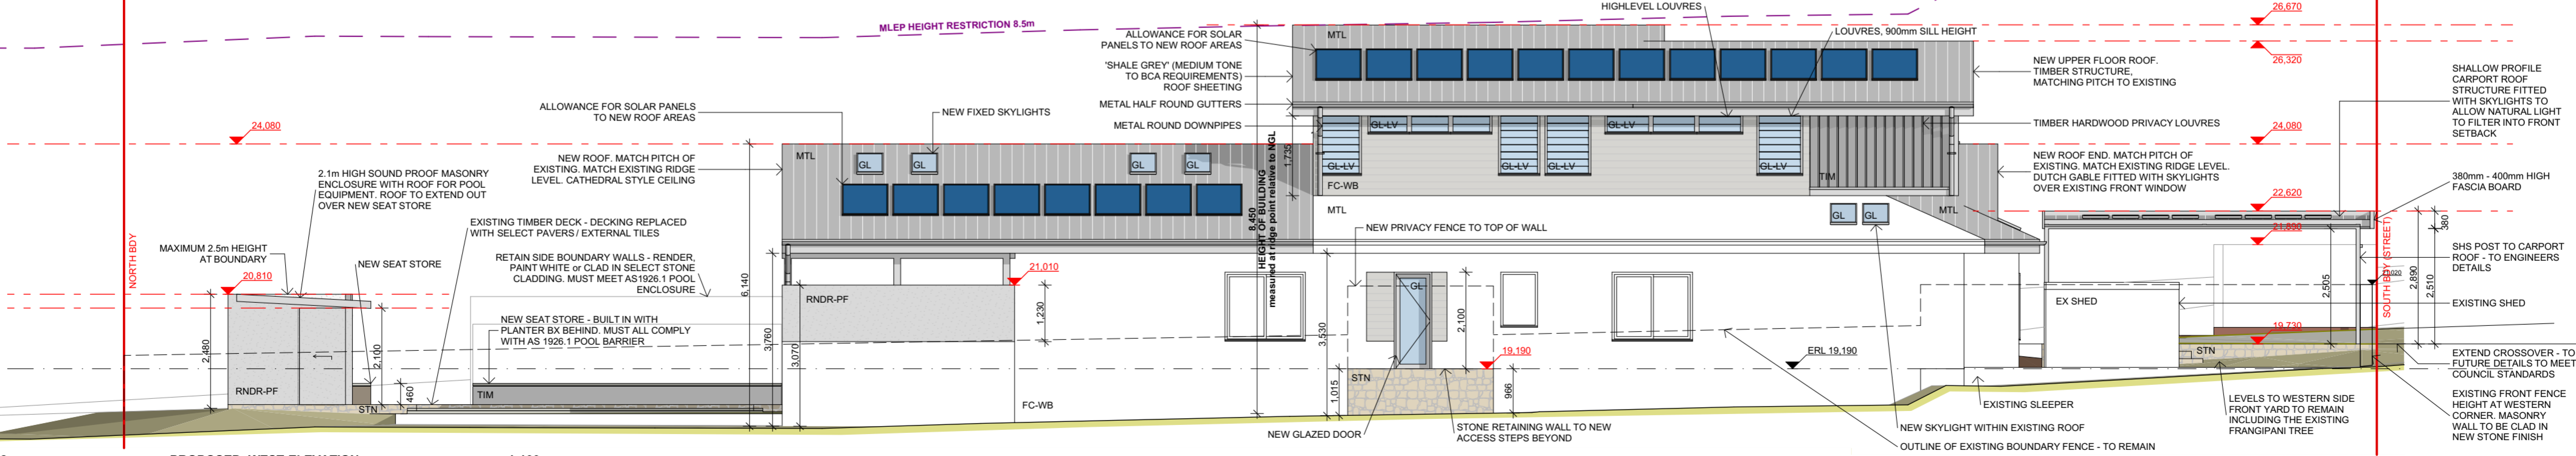 MLEP HEIGHT RESTRICTION 8.5m
HIGHLEVEL LOUVRES
26,670
26,320
24,080
22,620
21,890
21,020
19,730
NORTH BDY
24,080
2.1m HIGH SOUND PROOF MASONRY
ENCLOSURE WITH ROOF FOR POOL
EQUIPMENT. ROOF TO EXTEND OUT
OVER NEW SEAT STORE
MAXIMUM 2.5m HEIGHT
AT BOUNDARY
20,810
NEW SEAT STORE
2,480
2,100
460
RNDR-PF
STN
TIM
ALLOWANCE FOR SOLAR PANELS
TO NEW ROOF AREAS
NEW ROOF. MATCH PITCH OF
EXISTING. MATCH EXISTING RIDGE
LEVEL. CATHEDRAL STYLE CEILING
EXISTING TIMBER DECK - DECKING REPLACED
WITH SELECT PAVERS / EXTERNAL TILES
RETAIN SIDE BOUNDARY WALLS - RENDER,
PAINT WHITE or CLAD IN SELECT STONE
CLADDING. MUST MEET AS1926.1 POOL
ENCLOSURE
NEW SEAT STORE - BUILT IN WITH
PLANTER BX BEHIND. MUST ALL COMPLY
WITH AS 1926.1 POOL BARRIER
6,140
3,760
3,070
MTL
GL
GL
GL
GL
NEW FIXED SKYLIGHTS
RNDR-PF
21,010
1,230
FC-WB
ALLOWANCE FOR SOLAR
PANELS TO NEW ROOF AREAS
'SHALE GREY' (MEDIUM TONE
TO BCA REQUIREMENTS)
ROOF SHEETING
METAL HALF ROUND GUTTERS
METAL ROUND DOWNPIPES
8,450
HEIGHT OF BUILDING
measured at ridge point relative to NGL
1,735
3,530
1,015
MTL
LOUVRES, 900mm SILL HEIGHT
GL-LV
GL-LV
GL-LV
GL-LV
GL-LV
GL-LV
FC-WB
TIM
MTL
GL
GL
MTL
NEW PRIVACY FENCE TO TOP OF WALL
GL
2,100
19,190
966
STN
ERL 19,190
NEW GLAZED DOOR
STONE RETAINING WALL TO NEW
ACCESS STEPS BEYOND
NEW UPPER FLOOR ROOF.
TIMBER STRUCTURE,
MATCHING PITCH TO EXISTING
TIMBER HARDWOOD PRIVACY LOUVRES
NEW ROOF END. MATCH PITCH OF
EXISTING. MATCH EXISTING RIDGE LEVEL.
DUTCH GABLE FITTED WITH SKYLIGHTS
OVER EXISTING FRONT WINDOW
EX SHED
STN
2,505
2,890
2,510
380
SOUTH BDY (STREET)
EXISTING SLEEPER
NEW SKYLIGHT WITHIN EXISTING ROOF
OUTLINE OF EXISTING BOUNDARY FENCE - TO REMAIN
LEVELS TO WESTERN SIDE
FRONT YARD TO REMAIN
INCLUDING THE EXISTING
FRANGIPANI TREE
SHALLOW PROFILE
CARPORT ROOF
STRUCTURE FITTED
WITH SKYLIGHTS TO
ALLOW NATURAL LIGHT
TO FILTER INTO FRONT
SETBACK
380mm - 400mm HIGH
FASCIA BOARD
SHS POST TO CARPORT
ROOF - TO ENGINEERS
DETAILS
EXISTING SHED
EXTEND CROSSOVER - TO
FUTURE DETAILS TO MEET
COUNCIL STANDARDS
EXISTING FRONT FENCE
HEIGHT AT WESTERN
CORNER. MASONRY
WALL TO BE CLAD IN
NEW STONE FINISH